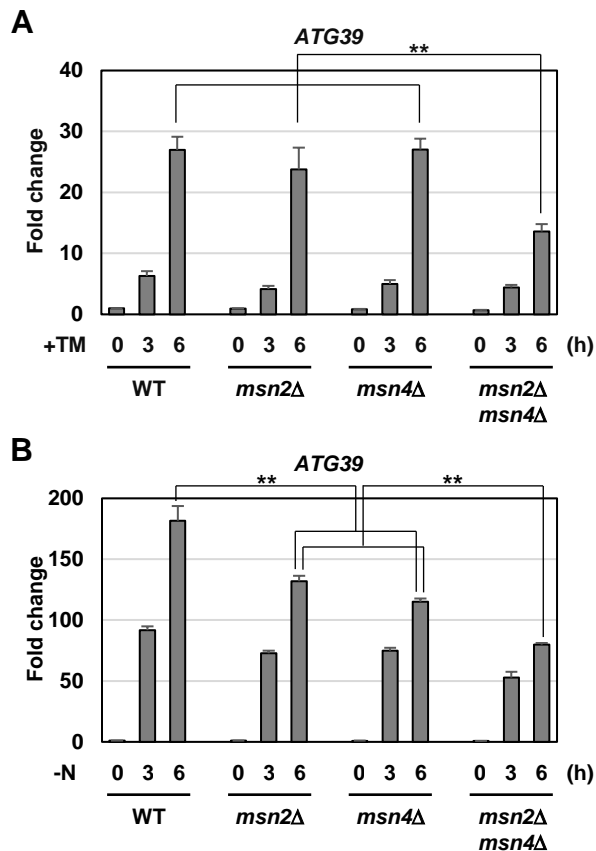 A
ATG39
**
40
30
20
10
0
Fold change
+TM 0 3 6 0 3 6 0 3 6 0 3 6 (h)
WT msn2Δ msn4Δ msn2Δ
msn4Δ
B
ATG39
** **
200
150
100
50
0
Fold change
-N 0 3 6 0 3 6 0 3 6 0 3 6 (h)
WT msn2Δ msn4Δ msn2Δ
msn4Δ